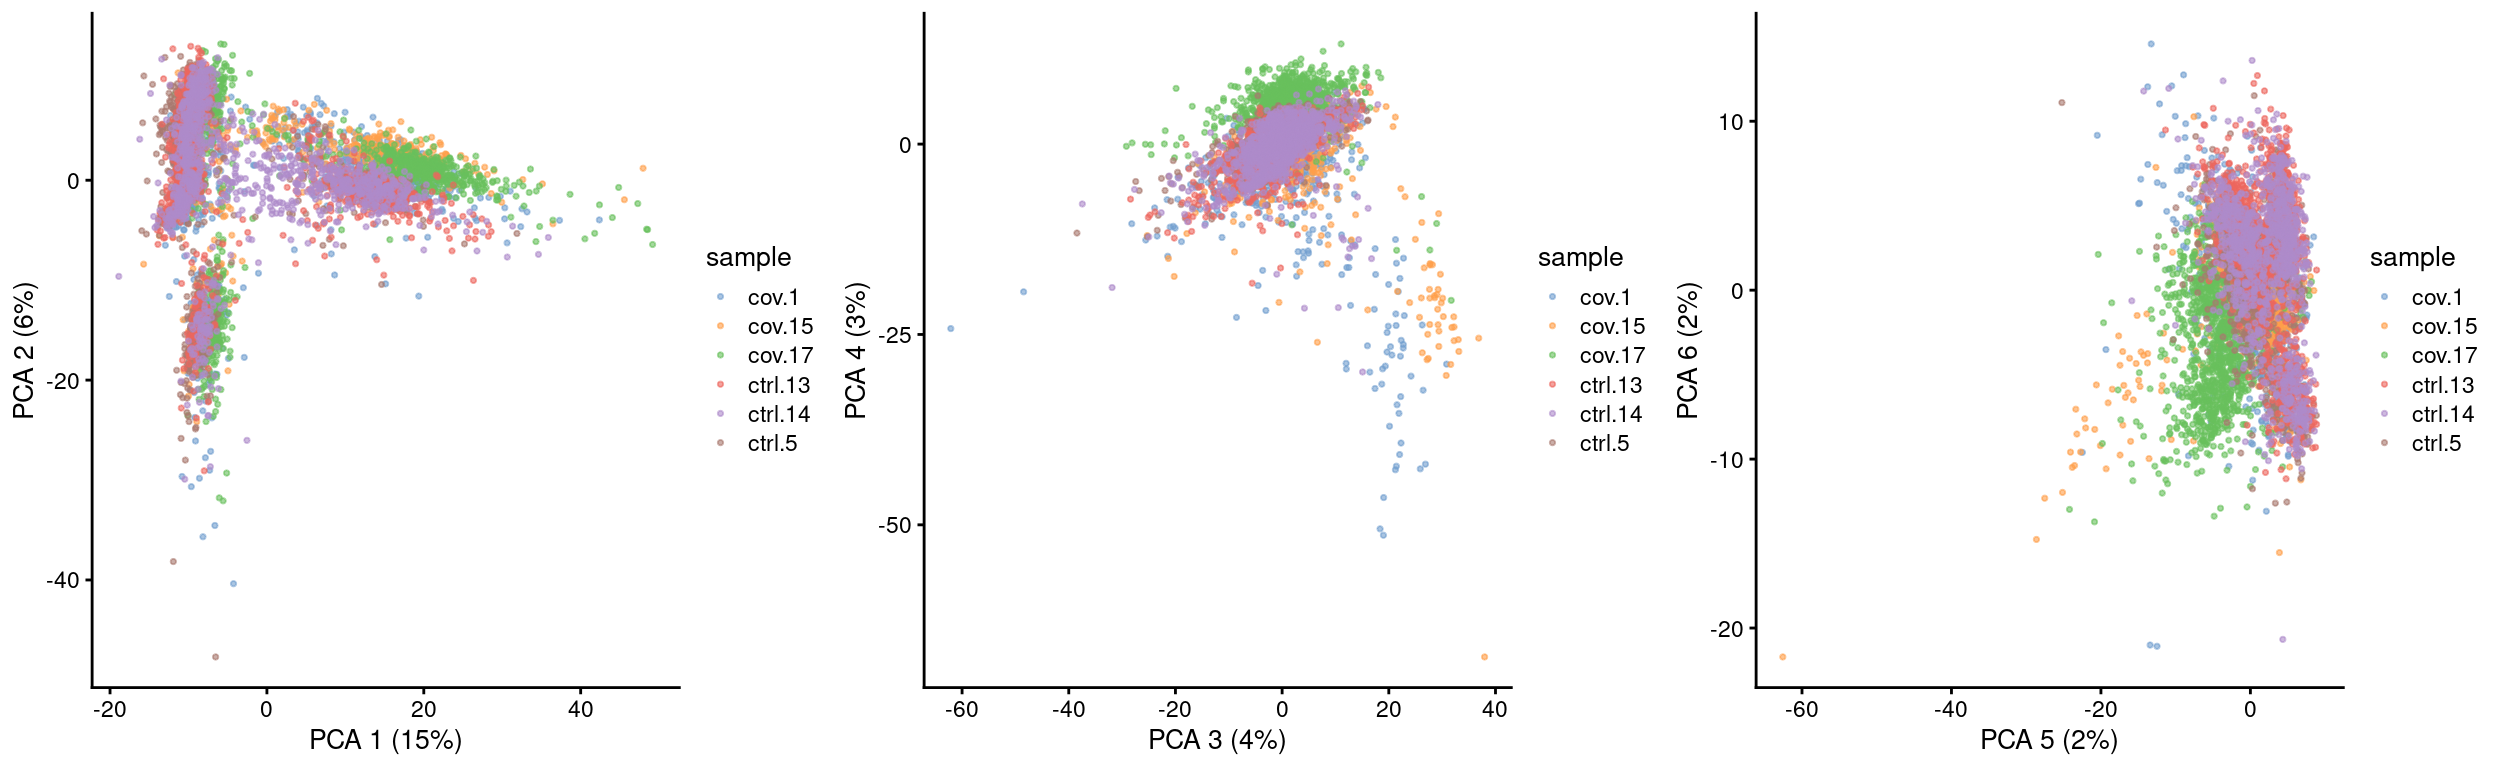 0
-20
-40
-20
0
20
40
PCA 1 (15%)
PCA 2 (6%)
sample
cov.1
cov.15
cov.17
ctrl.13
ctrl.14
ctrl.5
0
-25
-50
-60
-40
-20
0
20
40
PCA 3 (4%)
PCA 4 (3%)
sample
cov.1
cov.15
cov.17
ctrl.13
ctrl.14
ctrl.5
10
0
-10
-20
-60
-40
-20
0
PCA 5 (2%)
PCA 6 (2%)
sample
cov.1
cov.15
cov.17
ctrl.13
ctrl.14
ctrl.5